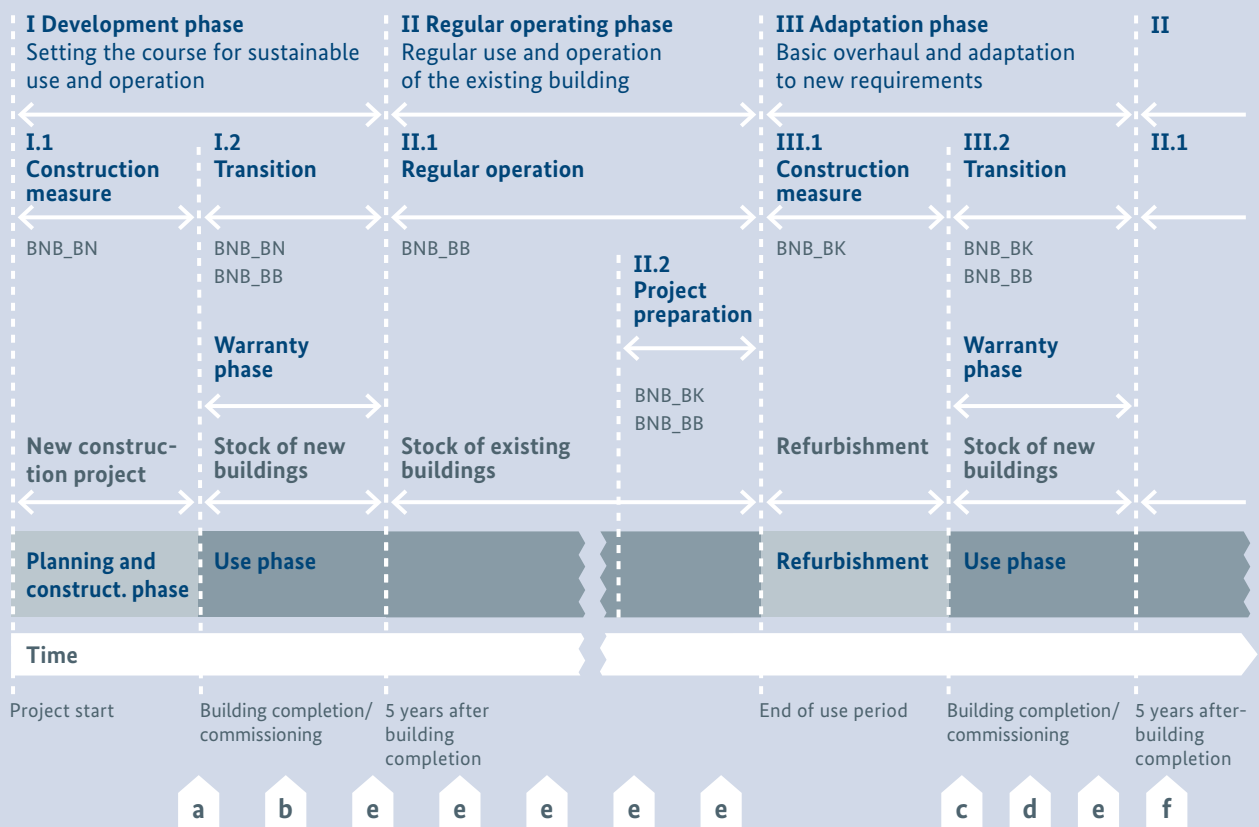 I Development phase
Setting the course for sustainable
use and operation
II Regular operating phase
Regular use and operation
of the existing building
III Adaptation phase
Basic overhaul and adaptation
to new requirements
II
I.1
Construction
measure
I.2
Transition
II.1
Regular operation
III.1
Construction
measure
III.2
Transition
II.1
BNB_BN
BNB_BN
BNB_BB
BNB_BB
II.2
Project
preparation
BNB_BK
BNB_BB
BNB_BK
BNB_BK
BNB_BB
Warranty
phase
Warranty
phase
New construc-
tion project
Stock of new
buildings
Stock of existing
buildings
Refurbishment
Stock of new
buildings
Planning and
construct. phase
Use phase
Refurbishment
Use phase
Time
Project start
Building completion/
commissioning
5 years after
building
completion
End of use period
Building completion/
commissioning
5 years after-
building
completion
a b e e e e e c d e f